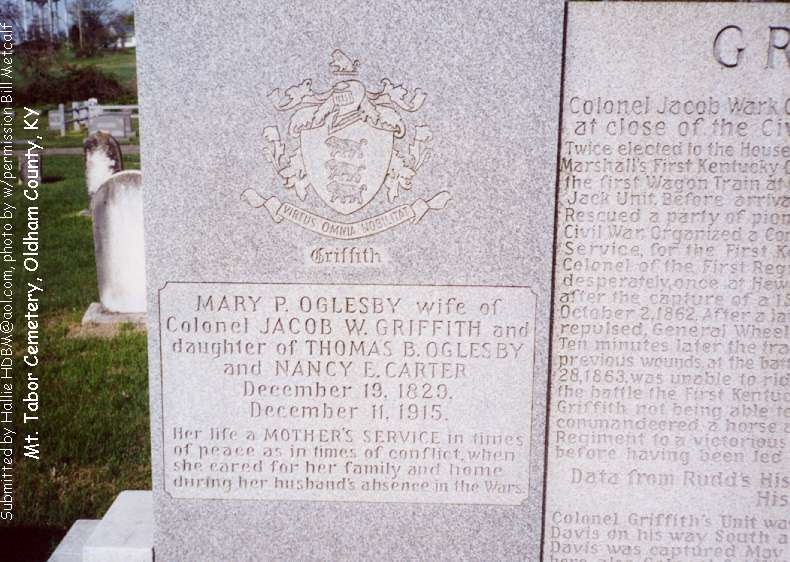 Submitted by Hallie HDBM@aol.com, photo by w/permission Bill Metcalf
Mt. Tabor Cemetery, Oldham County, KY
VIRTUS OMNIA NOBILITAT
Griffith
MARY P. OGLESBY wife of
Colonel JACOB W. GRIFFITH and
daughter of THOMAS B. OGLESBY
and NANCY E. CARTER
December 19, 1829.
December 11, 1915.
Her life a MOTHER'S SERVICE in times
of peace as in times of conflict, when
she cared for her family and home
during her husband's absence in the Wars.
GR
Colonel Jacob Wark
at close of the Civ
Twice elected to the House
Marshall's First Kentucky
the first Wagon Train at
Jack Unit. Before arriva
Rescued a party of pion
Civil War. Organized a Co
Service, for the First K
Colonel of the First Reg
desperately, once at New
after the capture of a
October 2, 1862. After a
repulsed, General Wheel
Ten minutes later the tra
previous wounds, at the bat
28, 1863, was unable to ric
the battle the First Kentuc
Griffith not being able to
commandeered a horse
Regiment to a victorious
before having been led
Data from Rudd's His
His
Colonel Griffith's Unit was
Davis on his way South a
Davis was captured May